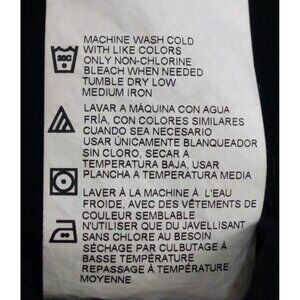 MACHINE WASH COLD
WITH LIKE COLORS
ONLY NON-CHLORINE
BLEACH WHEN NEEDED
TUMBLE DRY LOW
MEDIUM IRON
LAVAR A MÁQUINA CON AGUA
FRÍA, CON COLORES SIMILARES
CUANDO SEA NECESARIO
USAR ÚNICAMENTE BLANQUEADOR
SIN CLORO, SECAR A
TEMPERATURA BAJA, USAR
PLANCHA A TEMPERATURA MEDIA
LAVER À LA MACHINE À L'EAU
FROIDE, AVEC DES VÊTEMENTS DE
COULEUR SEMBLABLE
N'UTILISER QUE DU JAVELLISANT
SANS CHLORE AU BESOIN
SÉCHAGE PAR CULBUTAGE À
BASSE TEMPÉRATURE
REPASSAGE À TEMPÉRATURE
MOYENNE